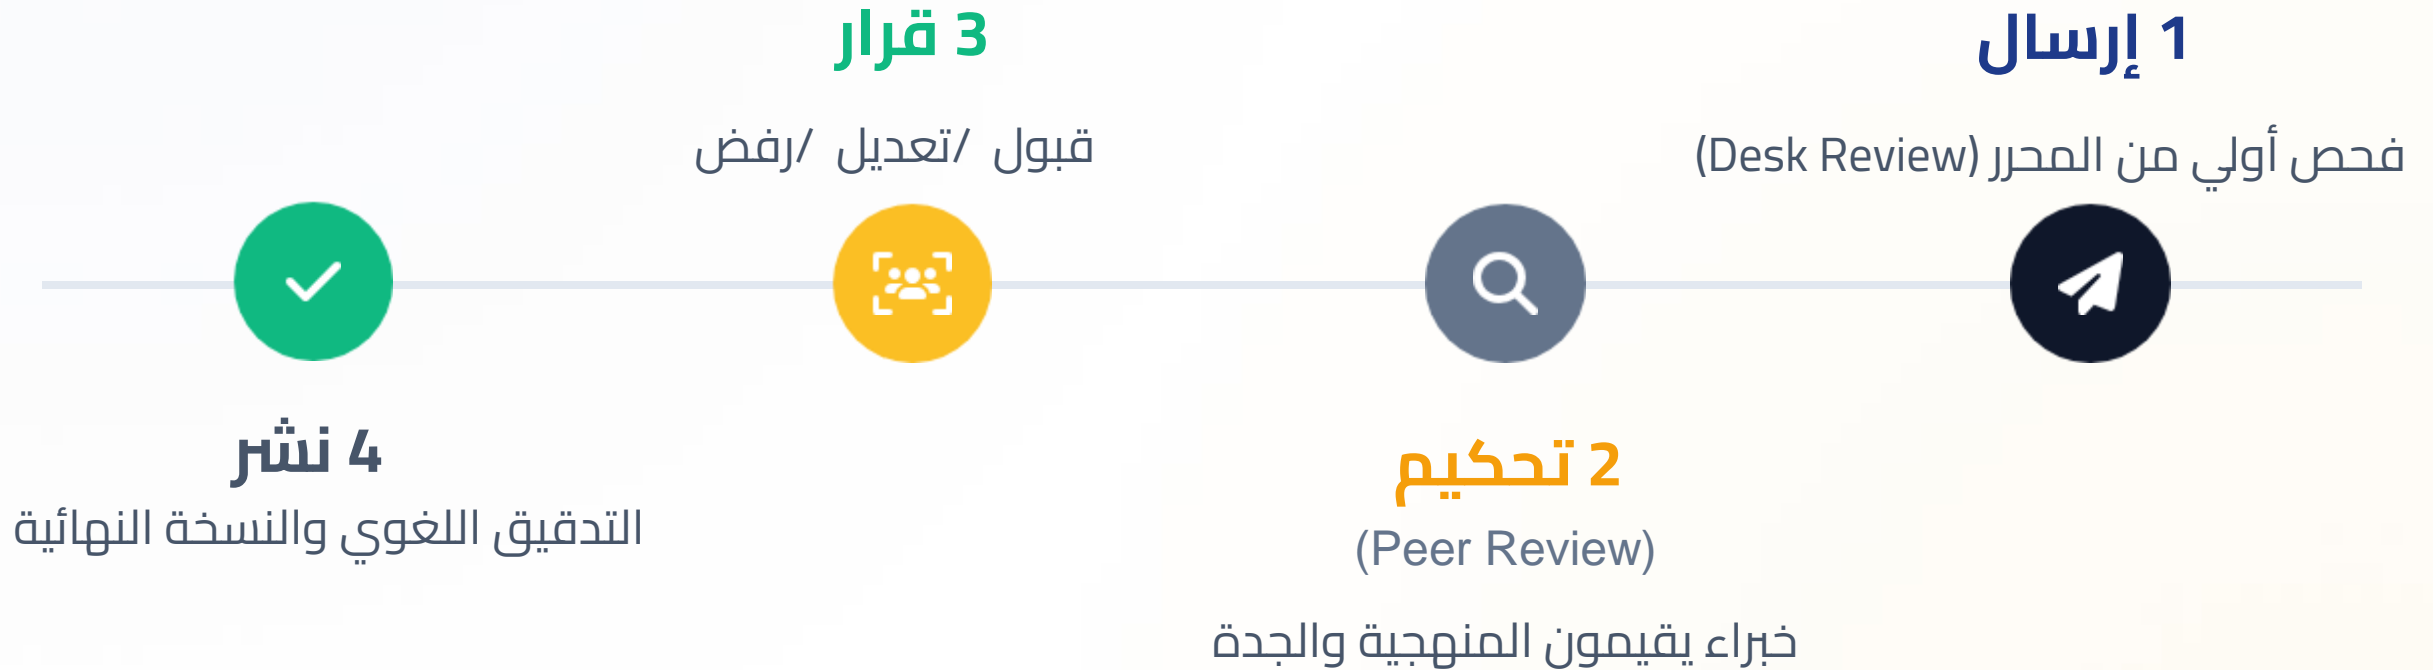 1 إرسال
فحص أولي من المحرر (Desk Review)
2 تحكيم
(Peer Review)
خبراء يقيمون المنهجية والجدة
3 قرار
قبول /تعديل /رفض
4 نشر
التدقيق اللغوي والنسخة النهائية